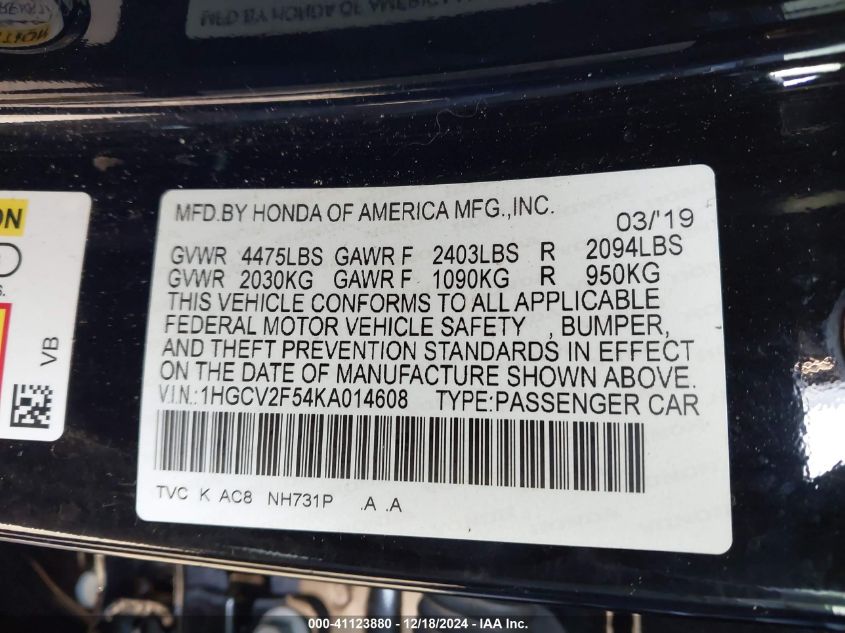 MFD.BY HONDA OF AMERICA MFG.,INC.
03/'19
GVWR 4475LBS GAWR F 2403LBS R 2094LBS
GVWR 2030KG GAWR F 1090KG R 950KG
THIS VEHICLE CONFORMS TO ALL APPLICABLE
FEDERAL MOTOR VEHICLE SAFETY , BUMPER,
AND THEFT PREVENTION STANDARDS IN EFFECT
ON THE DATE OF MANUFACTURE SHOWN ABOVE.
V.I.N.:1HGCV2F54KA014608 TYPE:PASSENGER CAR
TVC K AC8 NH731P .A .A
VB
000-41123880 - 12/18/2024 - IAA Inc.